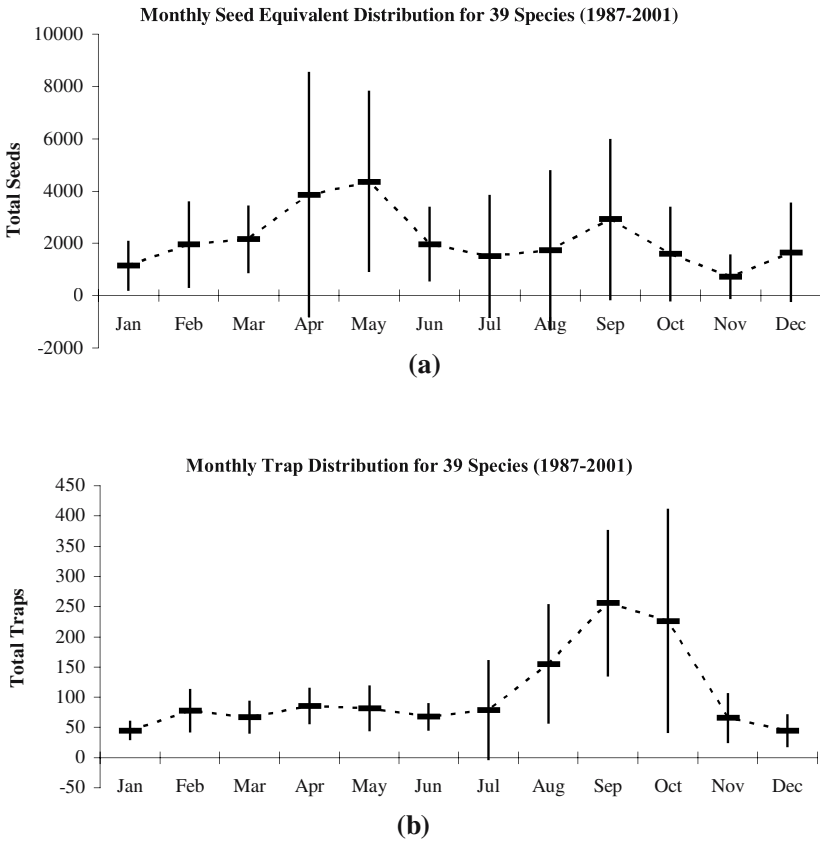 Monthly Seed Equivalent Distribution for 39 Species (1987-2001)
10000
8000
6000
4000
2000
0
-2000
Total Seeds
Jan Feb Mar Apr May Jun Jul Aug Sep Oct Nov Dec
(a)
Monthly Trap Distribution for 39 Species (1987-2001)
450
400
350
300
250
200
150
100
50
0
-50
Total Traps
Jan Feb Mar Apr May Jun Jul Aug Sep Oct Nov Dec
(b)